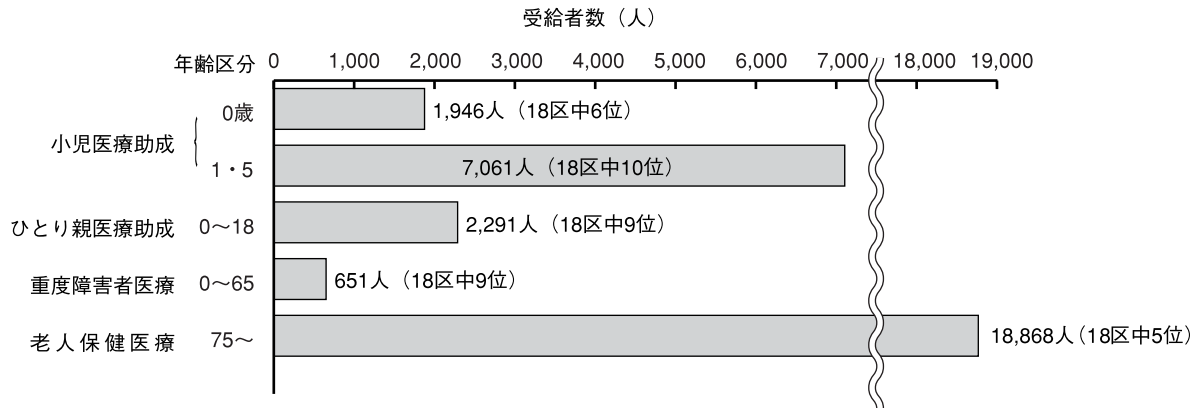 受給者数（人）
年齢区分 0 1,000 2,000 3,000 4,000 5,000 6,000 7,000 18,000 19,000
小児医療助成
0歳 1,946人（18区中6位）
1・5 7,061人（18区中10位）
ひとり親医療助成 0〜18 2,291人（18区中9位）
重度障害者医療 0〜65 651人（18区中9位）
老人保健医療 75〜 18,868人（18区中5位）